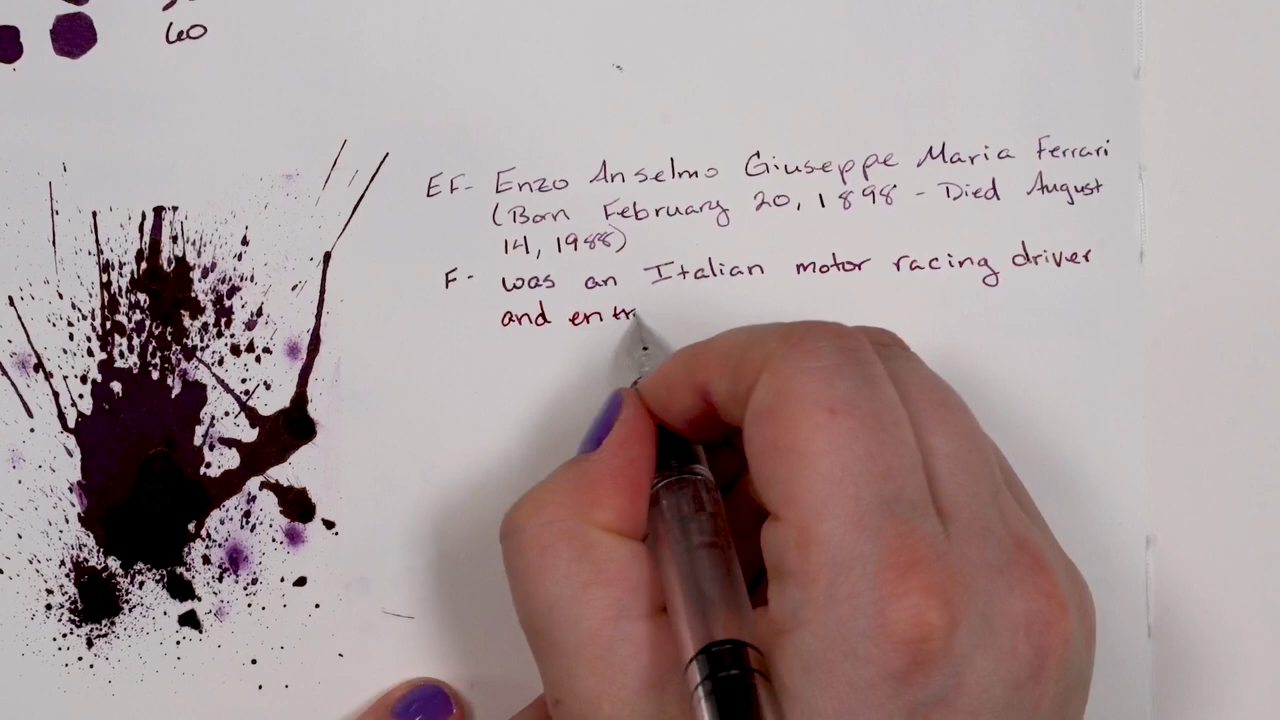 60
EF- Enzo Anselmo Giuseppe Maria Ferrari
(Born February 20, 1898 - Died August
14, 1988)
F- was an Italian motor racing driver
and entr